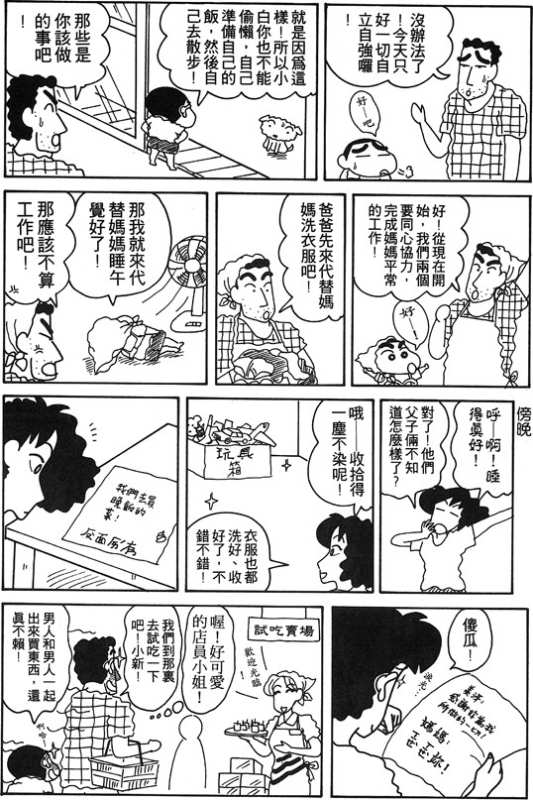 沒辦法了
!今天只
好一切自
立自強囉
!
好—吧
就是因為這
樣!所以小
白你也不能
偷懶,自己
準備自己的
飯,然後自
己去散步!
那些是
你該做
的事吧
!
好!從現在開
始,我們兩個
要同心協力,
完成媽媽平常
的工作!
好—!
爸爸先來代替媽
媽洗衣服吧!
那我就來代
替媽媽睡午
覺好了!
那應該不算
工作吧!
傍晚
呼—啊!睡
得真好!
對了!他們
父子倆不知
道怎麼樣了?
哦—收拾得
一塵不染呢!
玩具
箱
衣服也都
洗好、收
好了,不
錯不錯!
我們去買
晚飯的
菜!
反面另有
傻瓜!
所做的一切
媽媽,
試吃賣場
歡迎光臨!
喔!好可愛
的店員小姐!
我們到那裏
去試吃一下
吧!小新!
男人和男人一起
出來買東西,還
真不賴!